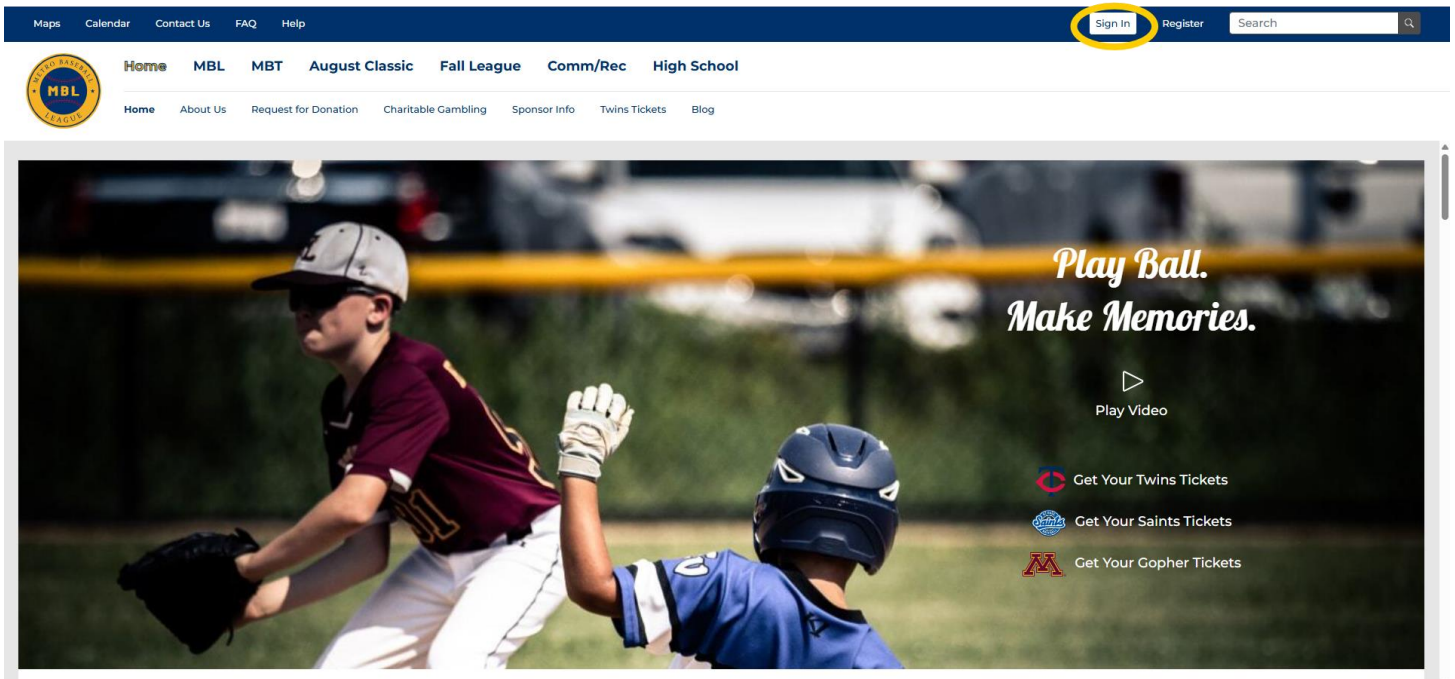 Maps Calendar Contact Us FAQ Help Sign In Register Search
METRO BASEBALL
MBL
LEAGUE
Home MBL MBT August Classic Fall League Comm/Rec High School
Home About Us Request for Donation Charitable Gambling Sponsor Info Twins Tickets Blog
Play Ball.
Make Memories.
Play Video
TC Get Your Twins Tickets
Saints Get Your Saints Tickets
M Get Your Gopher Tickets